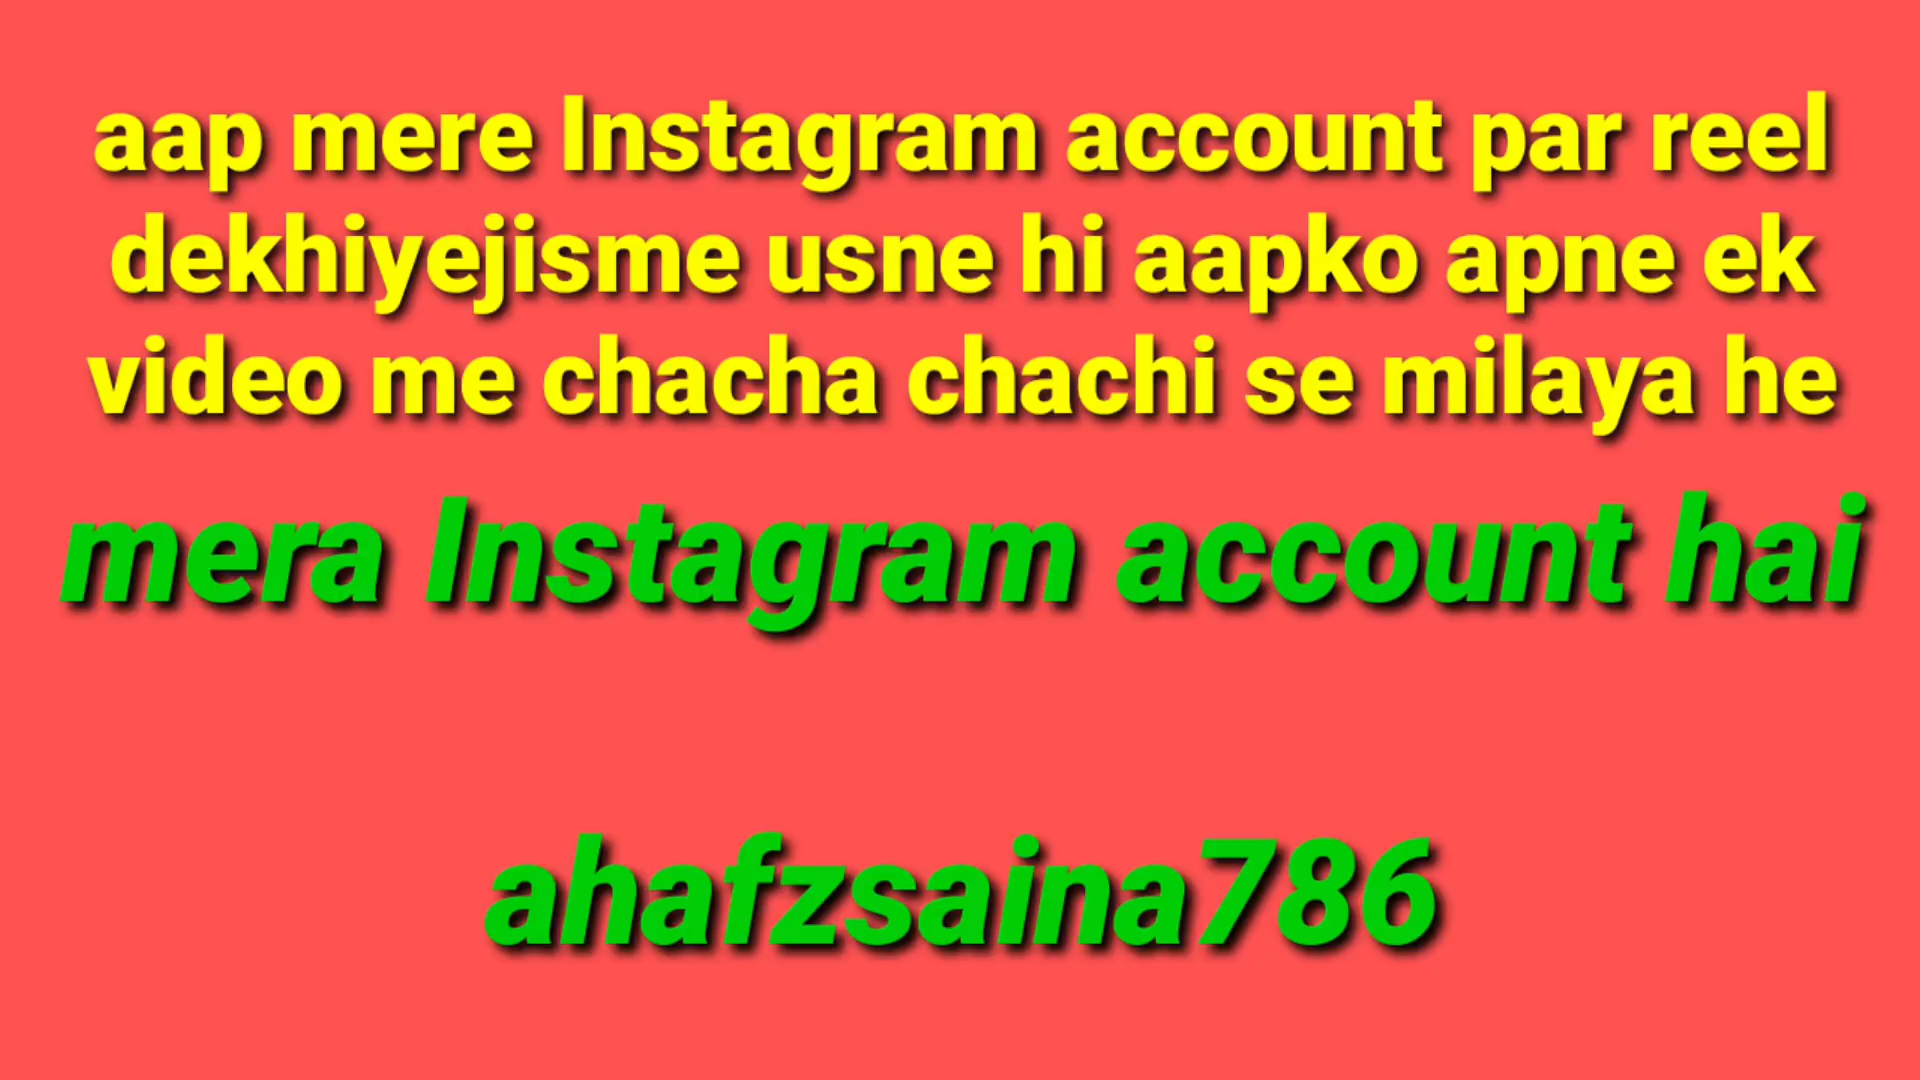 aap mere Instagram account par reel
dekhiyejisme usne hi aapko apne ek
video me chacha chachi se milaya he
mera Instagram account hai
ahafzsaina786